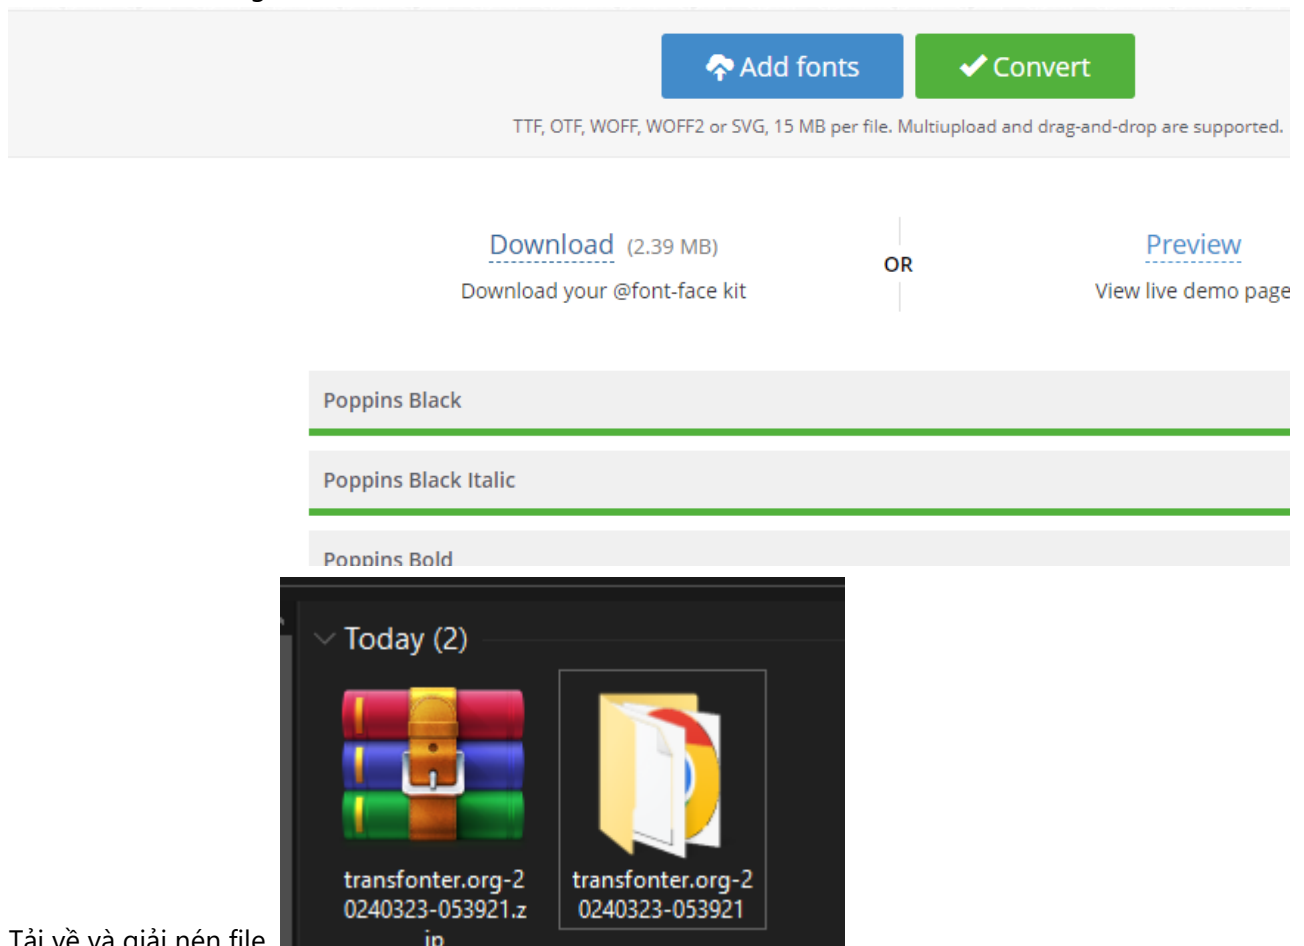 Add fonts Convert
TTF, OTF, WOFF, WOFF2 or SVG, 15 MB per file. Multiupload and drag-and-drop are supported.
Download (2.39 MB)
OR
Preview
Download your @font-face kit
View live demo page
Poppins Black
Poppins Black Italic
Poppins Bold
Today (2)
transfonter.org-2
0240323-053921.z
ip
transfonter.org-2
0240323-053921
Tải về và giải nén file